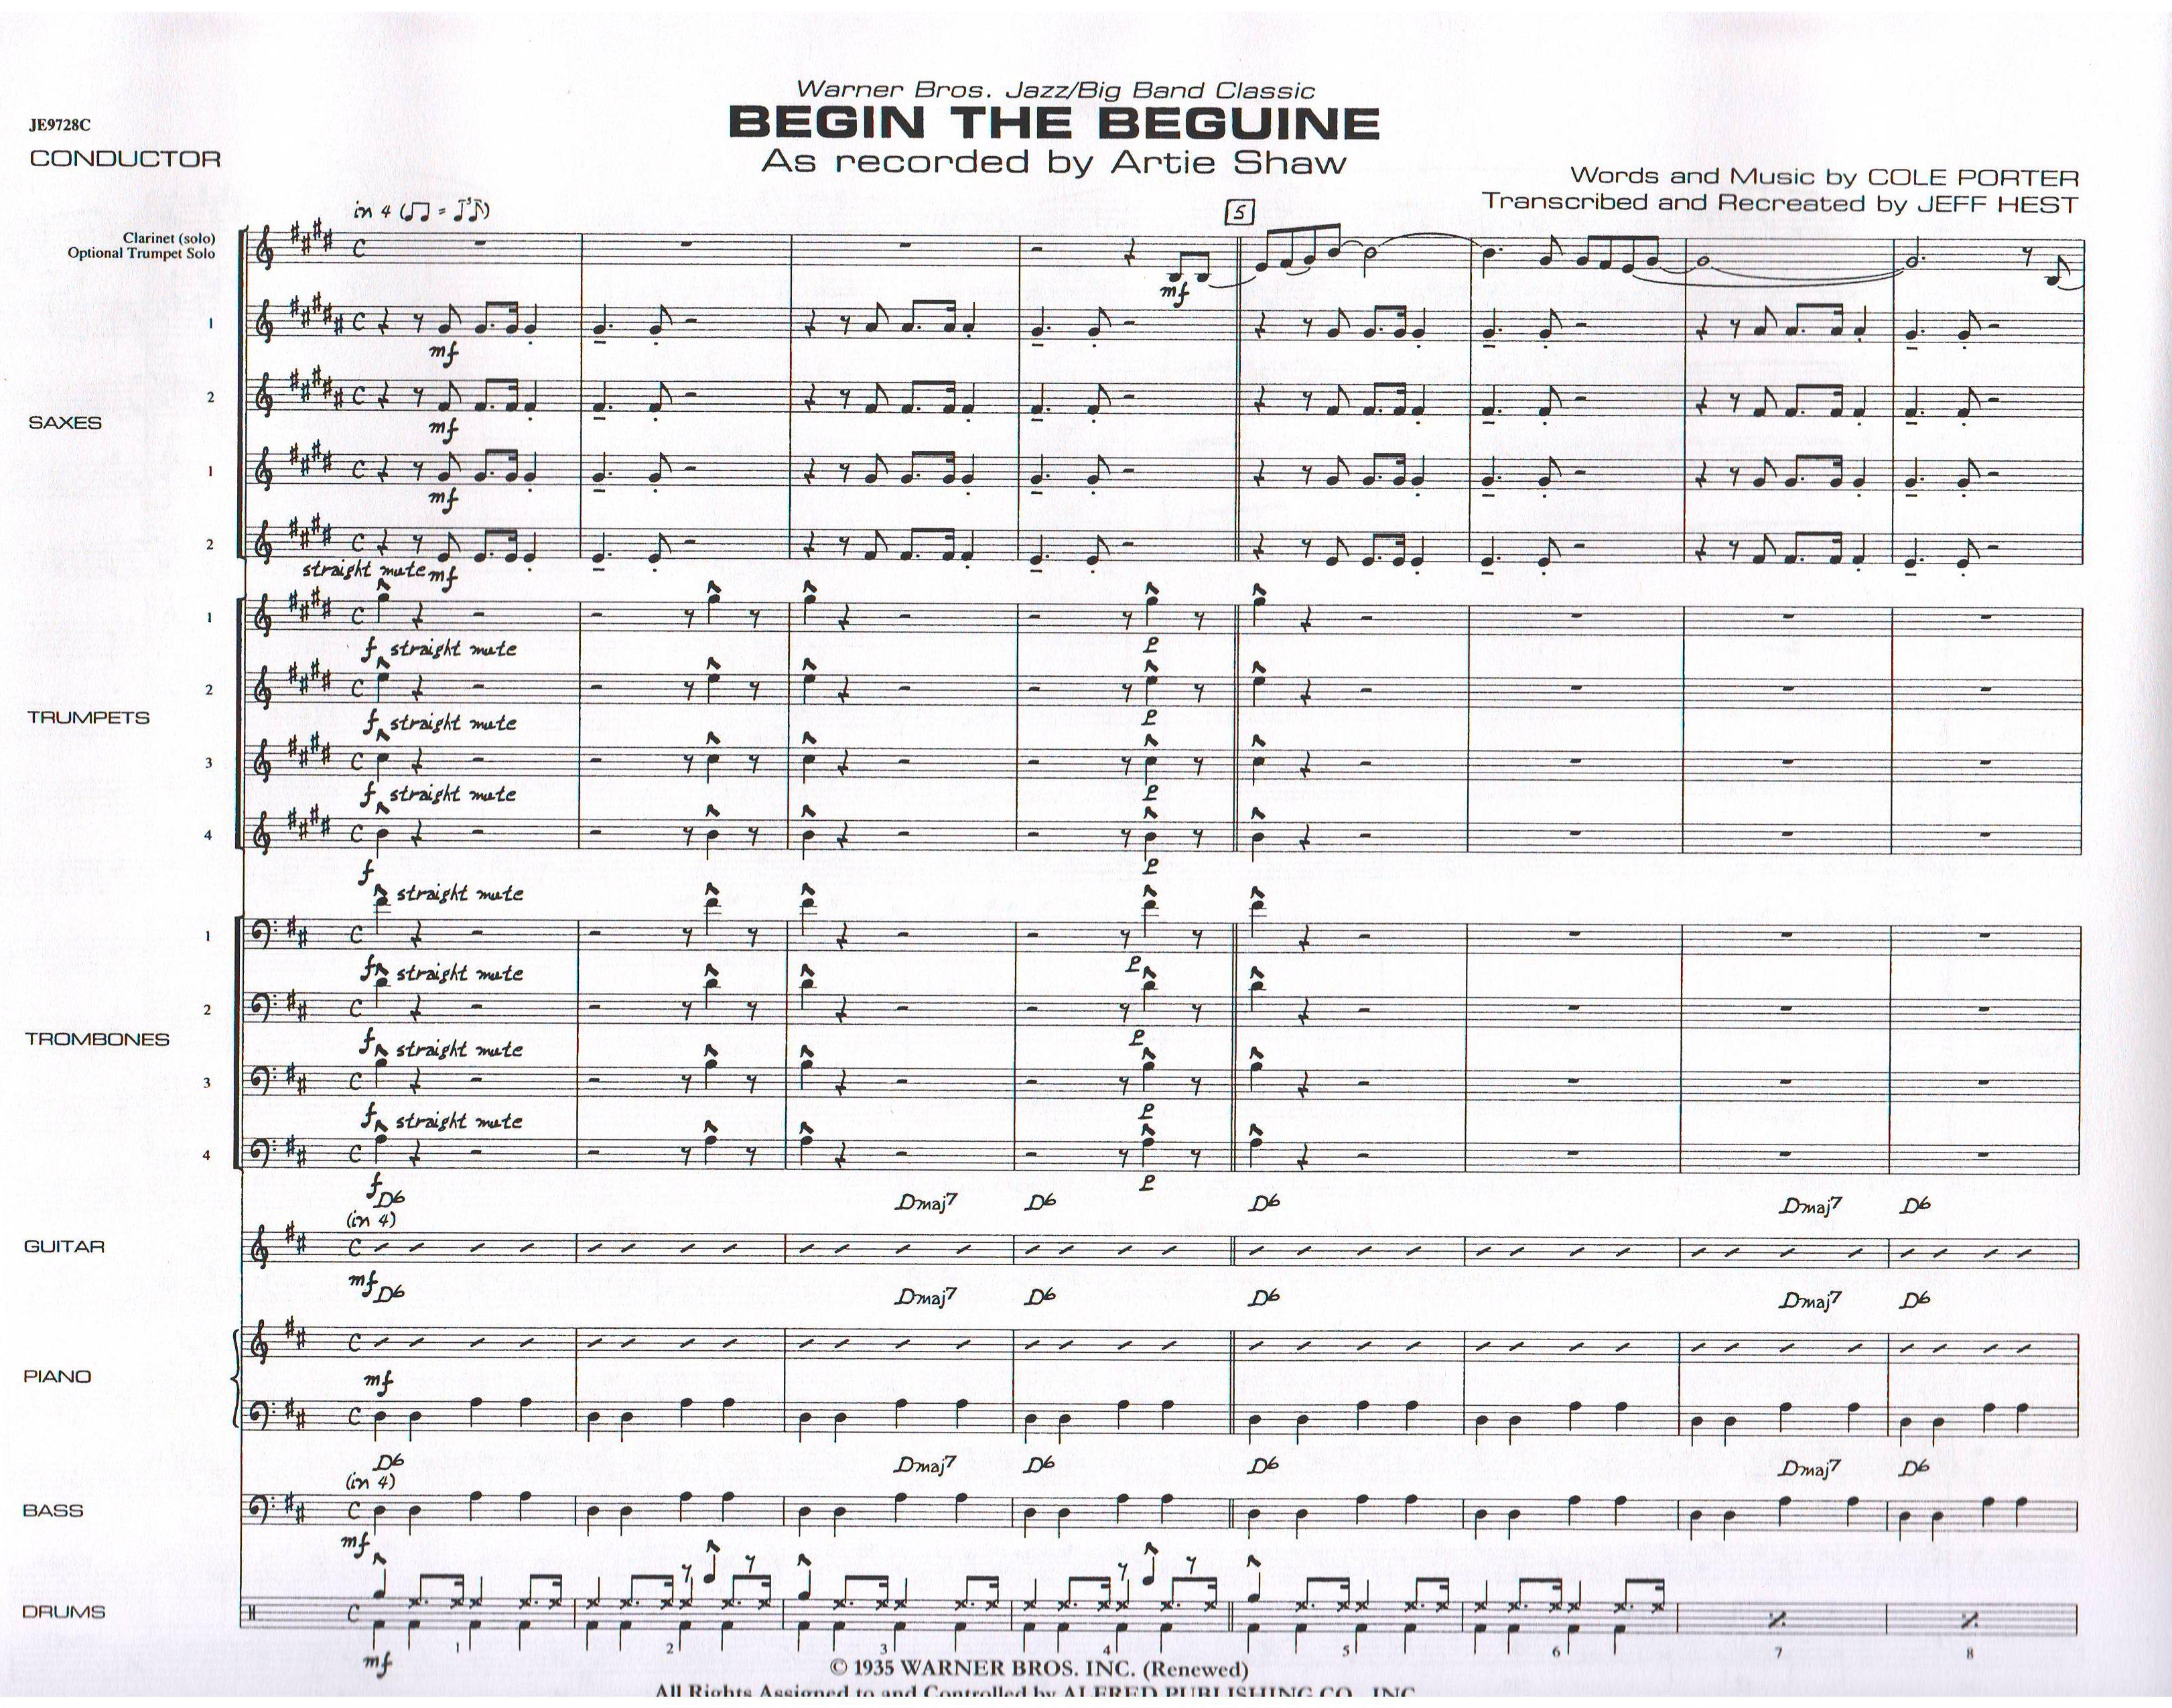 Warner Bros. Jazz/Big Band Classic
BEGIN THE BEGUINE
As recorded by Artie Shaw
JE9728C
CONDUCTOR
Words and Music by COLE PORTER
Transcribed and Recreated by JEFF HEST
in 4 (♫ = ♩3♪)
5
Clarinet (solo)
Optional Trumpet Solo
mf
1
mf
2
mf
SAXES
1
mf
2
straight mute mf
1
f straight mute
p
2
f straight mute
p
TRUMPETS
3
f straight mute
p
4
f
p
straight mute
1
f straight mute
p
2
f straight mute
p
TROMBONES
3
f straight mute
p
4
f
p
D6 Dmaj7 D6 D6 Dmaj7 D6
(in 4)
GUITAR
mf
D6 Dmaj7 D6 D6 Dmaj7 D6
PIANO
mf
D6 Dmaj7 D6 D6 Dmaj7 D6
(in 4)
BASS
mf
DRUMS
mf
1 2 3 4 5 6 7 8
© 1935 WARNER BROS. INC. (Renewed)
All Rights Assigned to and Controlled by ALFRED PUBLISHING CO., INC.